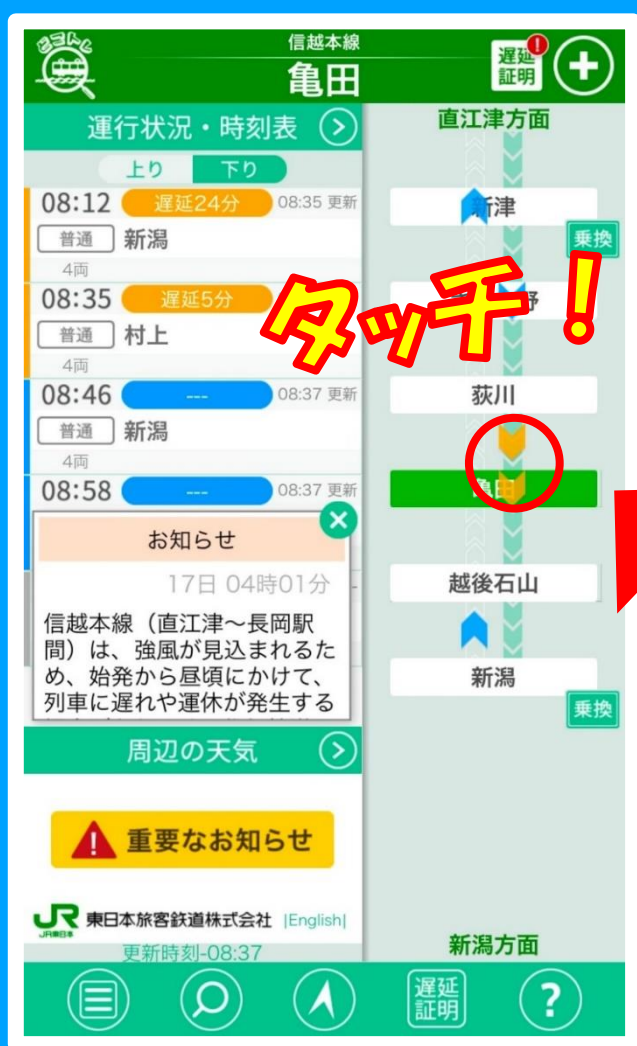 どこトレ
信越本線
亀田
遅延
証明
運行状況・時刻表
上り
下り
08:12
遅延24分
08:35 更新
普通
新潟
4両
08:35
遅延5分
普通
村上
4両
08:46
---
08:37 更新
普通
新潟
4両
08:58
---
08:37 更新
お知らせ
17日 04時01分
信越本線（直江津～長岡駅
間）は、強風が見込まれるた
め、始発から昼頃にかけて、
列車に遅れや運休が発生する
周辺の天気
重要なお知らせ
JR
JR東日本
東日本旅客鉄道株式会社
|English|
更新時刻-08:37
直江津方面
新津
乗換
野
タッチ！
荻川
亀田
越後石山
新潟
乗換
新潟方面
遅延
証明
?